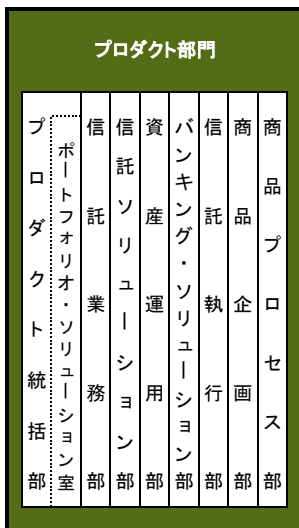 プロダクト部門
プロダクト統括部
ポートフォリオ・ソリューション室
信託業務部
信託ソリューション部
資産運用部
バンキング・ソリューション部
信託執行部
商品企画部
商品プロセス部